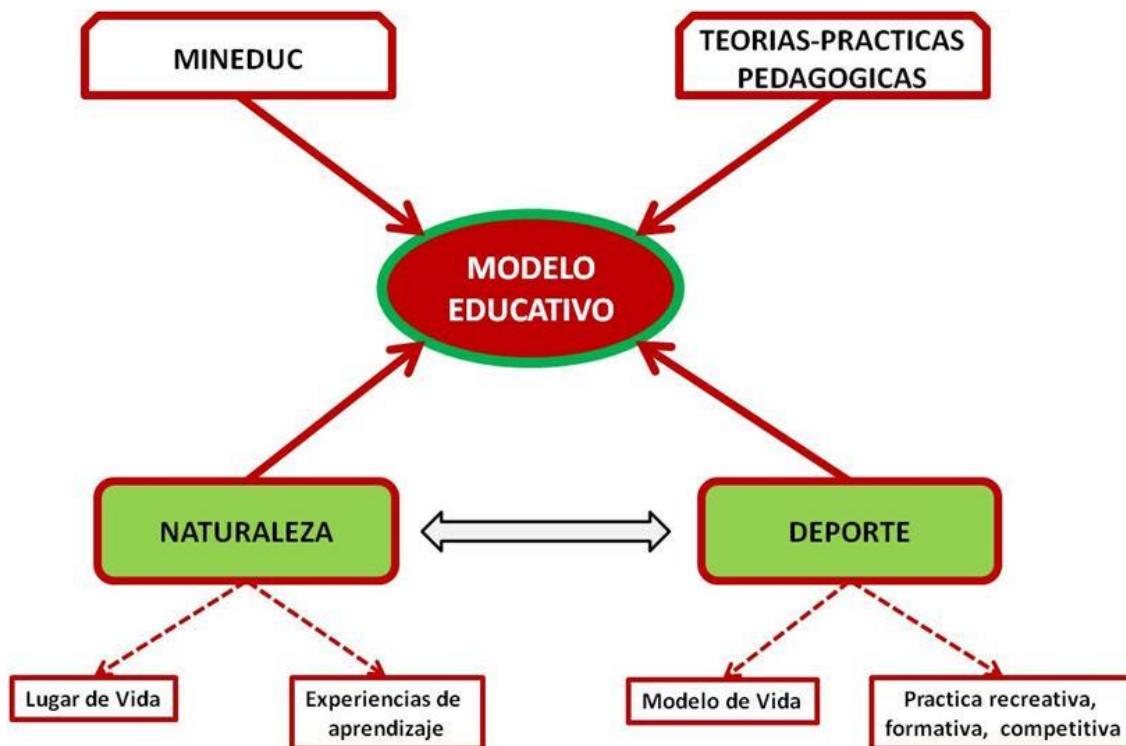 MINEDUC
TEORIAS-PRACTICAS
PEDAGOGICAS
MODELO
EDUCATIVO
NATURALEZA
DEPORTE
Lugar de Vida
Experiencias de
aprendizaje
Modelo de Vida
Practica recreativa,
formativa, competitiva